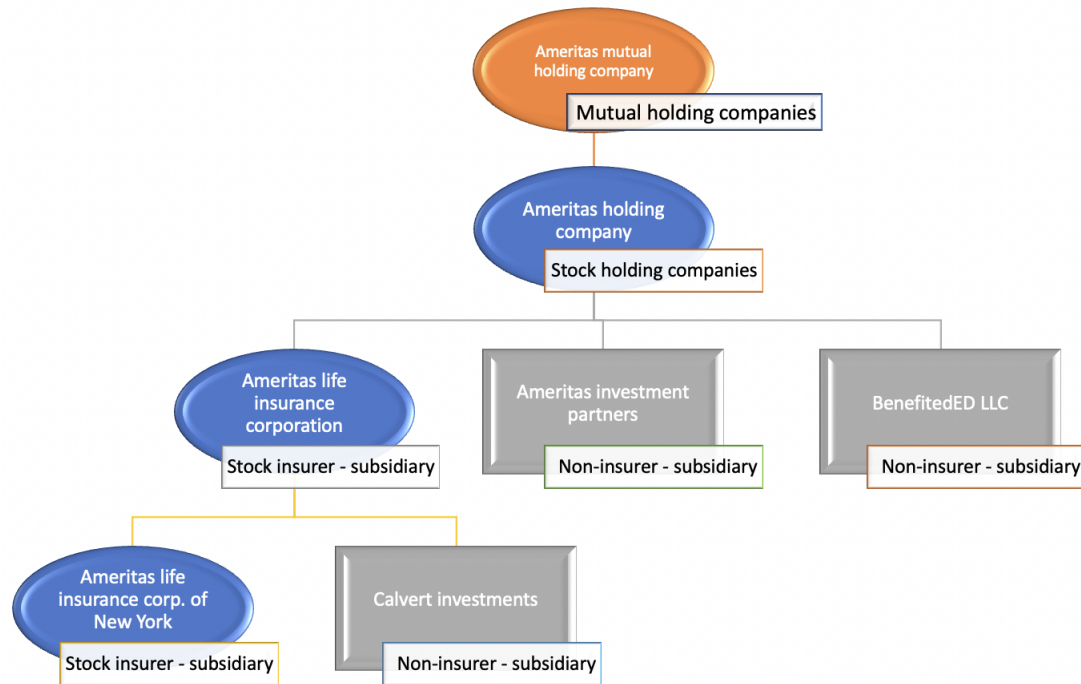 Ameritas mutual
holding company
Mutual holding companies
Ameritas holding
company
Stock holding companies
Ameritas life
insurance
corporation
Stock insurer - subsidiary
Ameritas investment
partners
Non-insurer - subsidiary
BenefitedED LLC
Non-insurer - subsidiary
Ameritas life
insurance corp. of
New York
Stock insurer - subsidiary
Calvert investments
Non-insurer - subsidiary